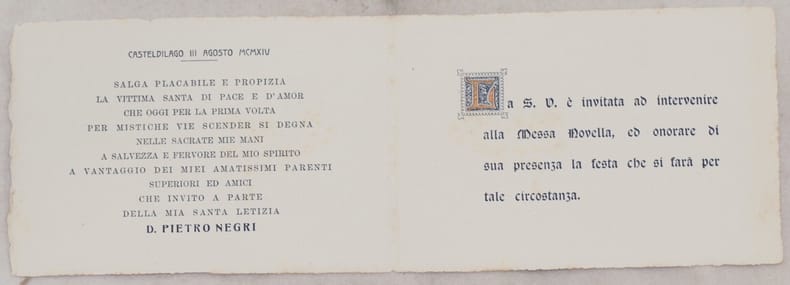 CASTELDILAGO III AGOSTO MCMXIV
SALGA PLACABILE E PROPIZIA
LA VITTIMA SANTA DI PACE E D'AMOR
CHE OGGI PER LA PRIMA VOLTA
PER MISTICHE VIE SCENDER SI DEGNA
NELLE SACRATE MIE MANI
A SALVEZZA E FERVORE DEL MIO SPIRITO
A VANTAGGIO DEI MIEI AMATISSIMI PARENTI
SUPERIORI ED AMICI
CHE INVITO A PARTE
DELLA MIA SANTA LETIZIA
D. PIETRO NEGRI
La S. V. è invitata ad intervenire
alla Messa Novella, ed onorare di
sua presenza la festa che si farà per
tale circostanza.